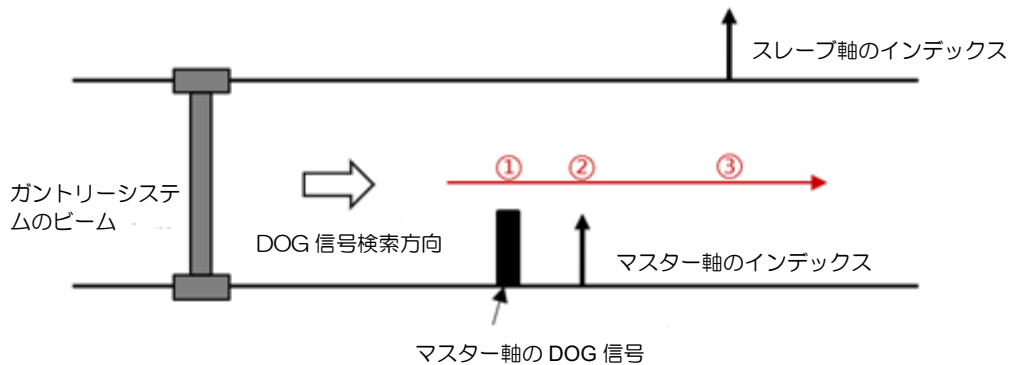 スレーブ軸のインデックス
① ② ③
ガントリーシステ
ムのビーム
DOG 信号検索方向
マスター軸のインデックス
マスター軸の DOG 信号